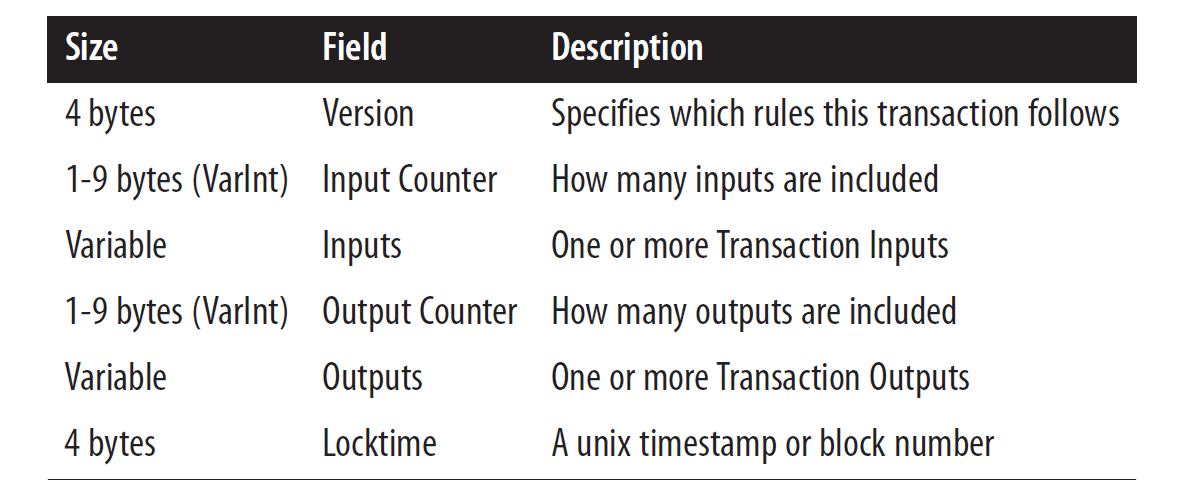 Size Field Description
4 bytes Version Specifies which rules this transaction follows
1-9 bytes (VarInt) Input Counter How many inputs are included
Variable Inputs One or more Transaction Inputs
1-9 bytes (VarInt) Output Counter How many outputs are included
Variable Outputs One or more Transaction Outputs
4 bytes Locktime A unix timestamp or block number